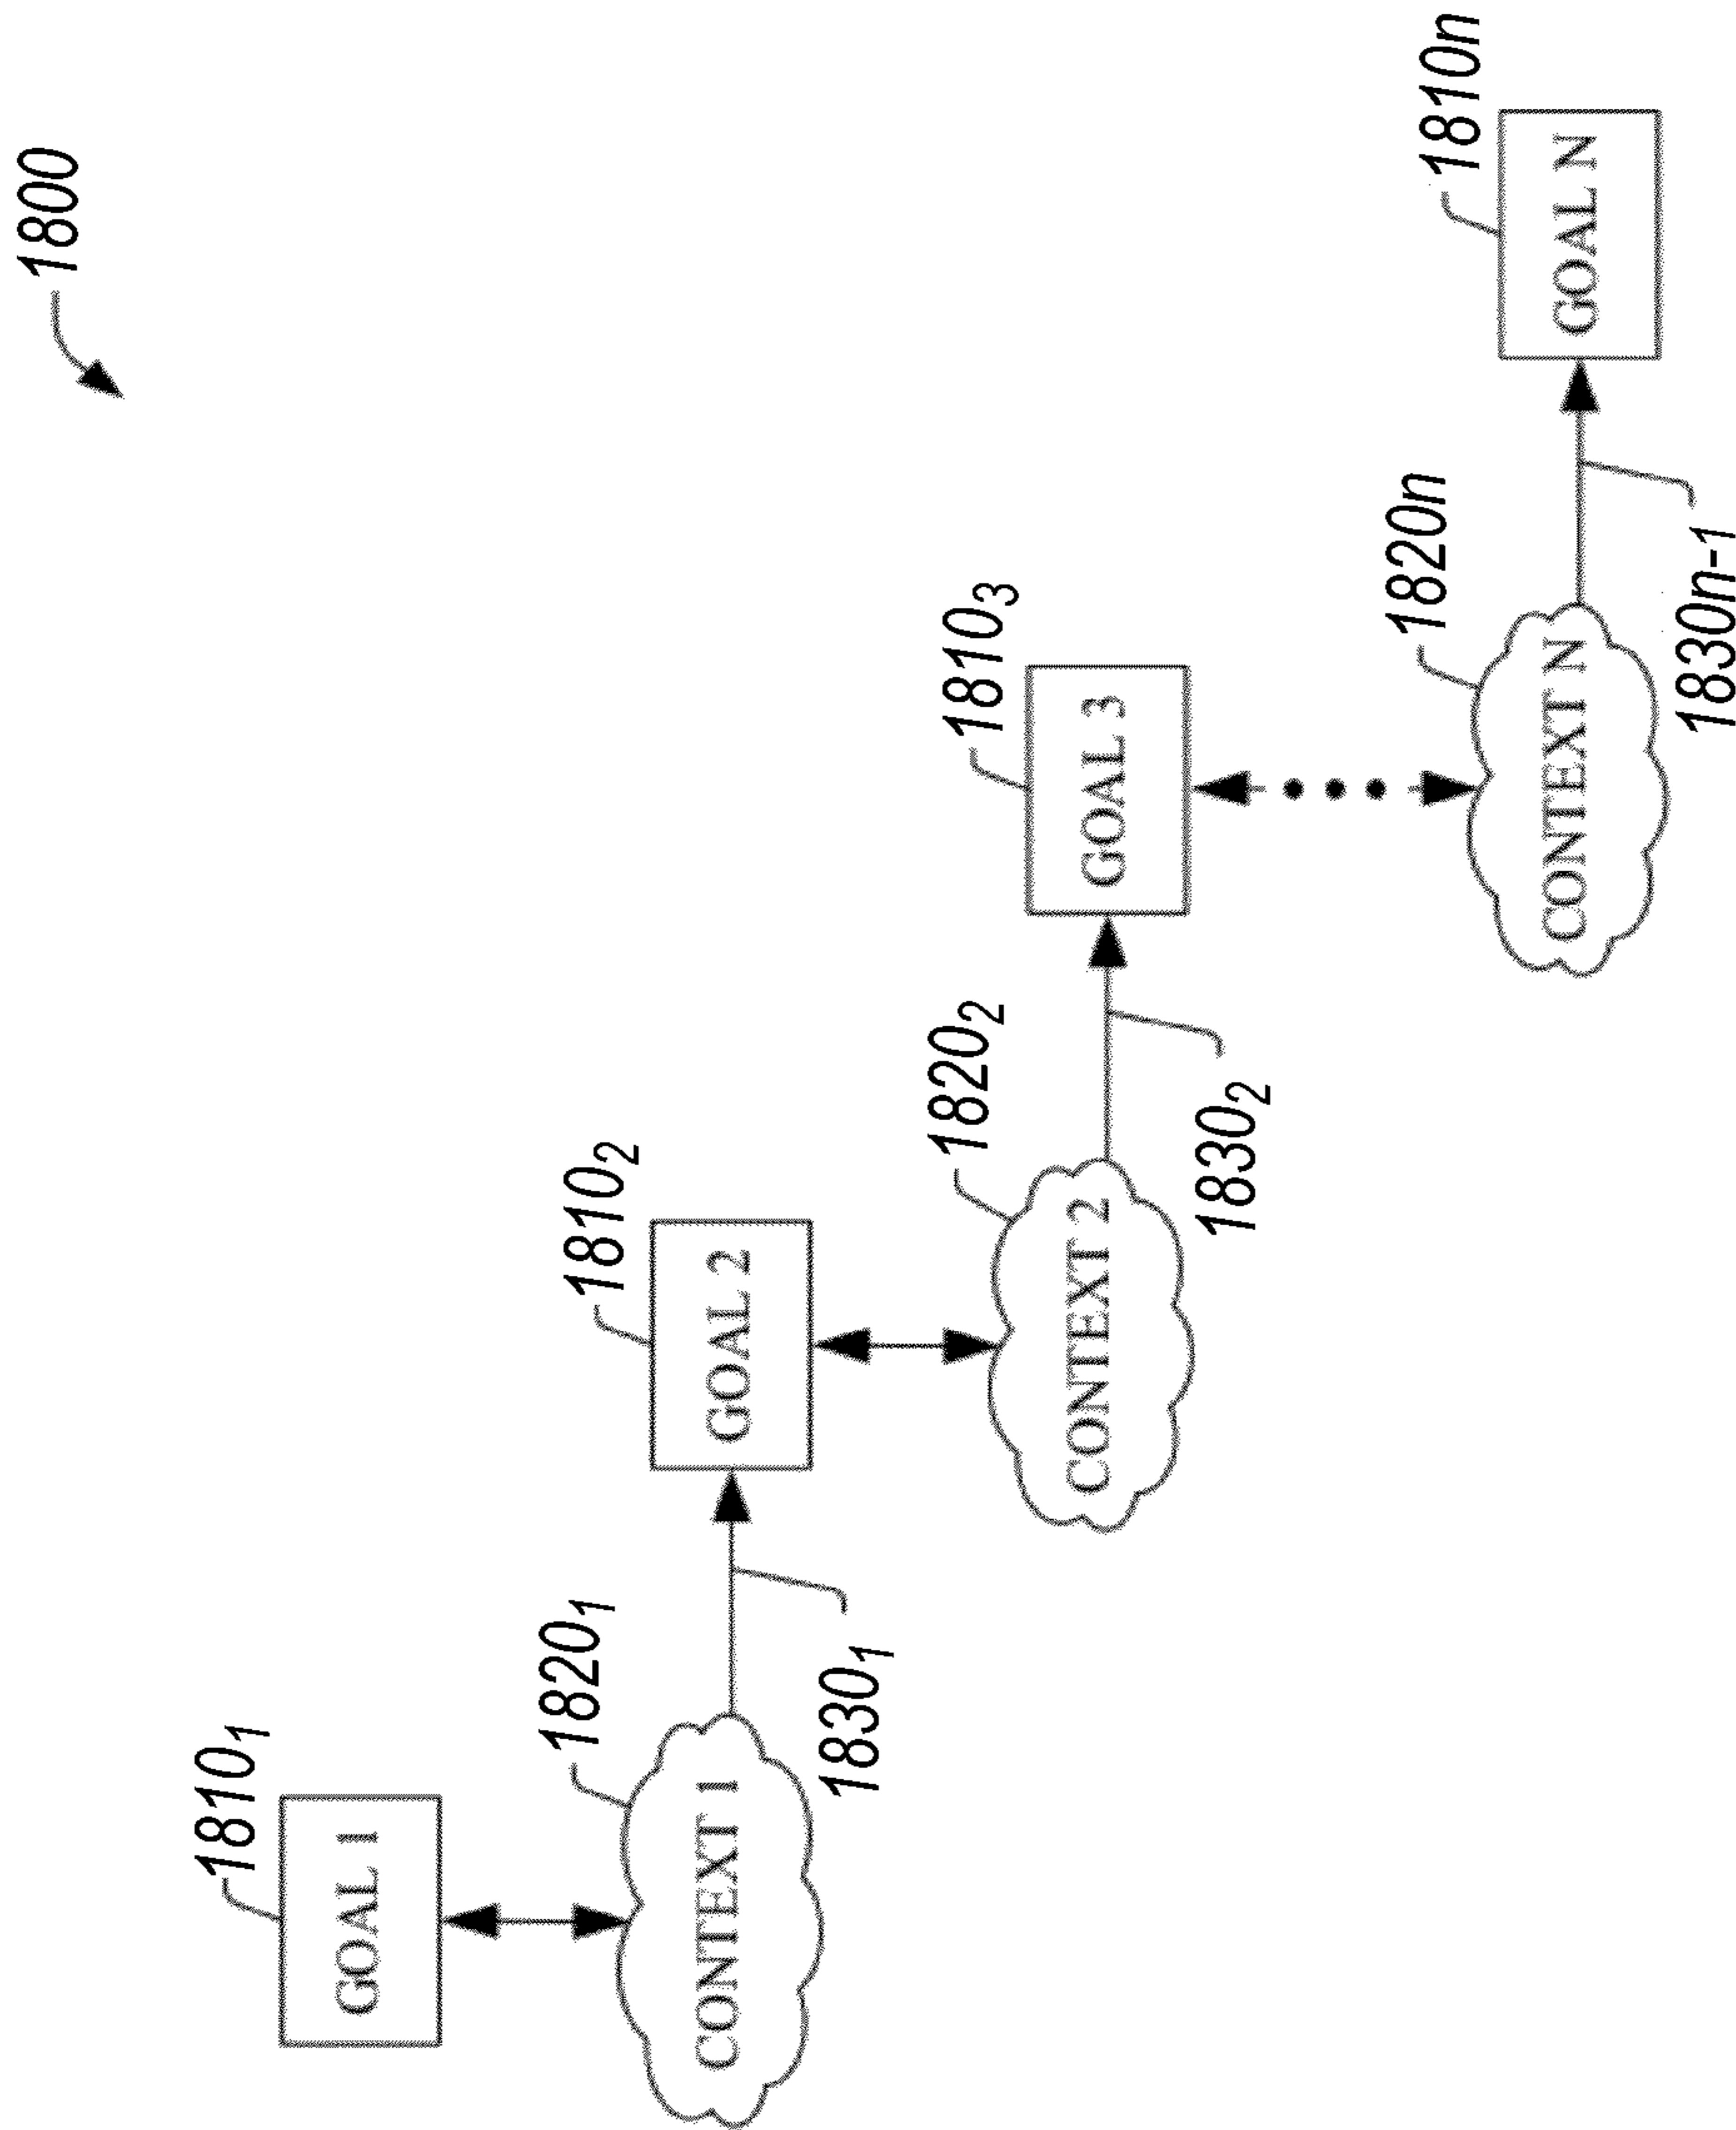 1800
1810₁
GOAL 1
1820₁
CONTEXT 1
1830₁
1810₂
GOAL 2
1820₂
CONTEXT 2
1830₂
1810₃
GOAL 3
1820n
CONTEXT N
1830n-1
1810n
GOAL N